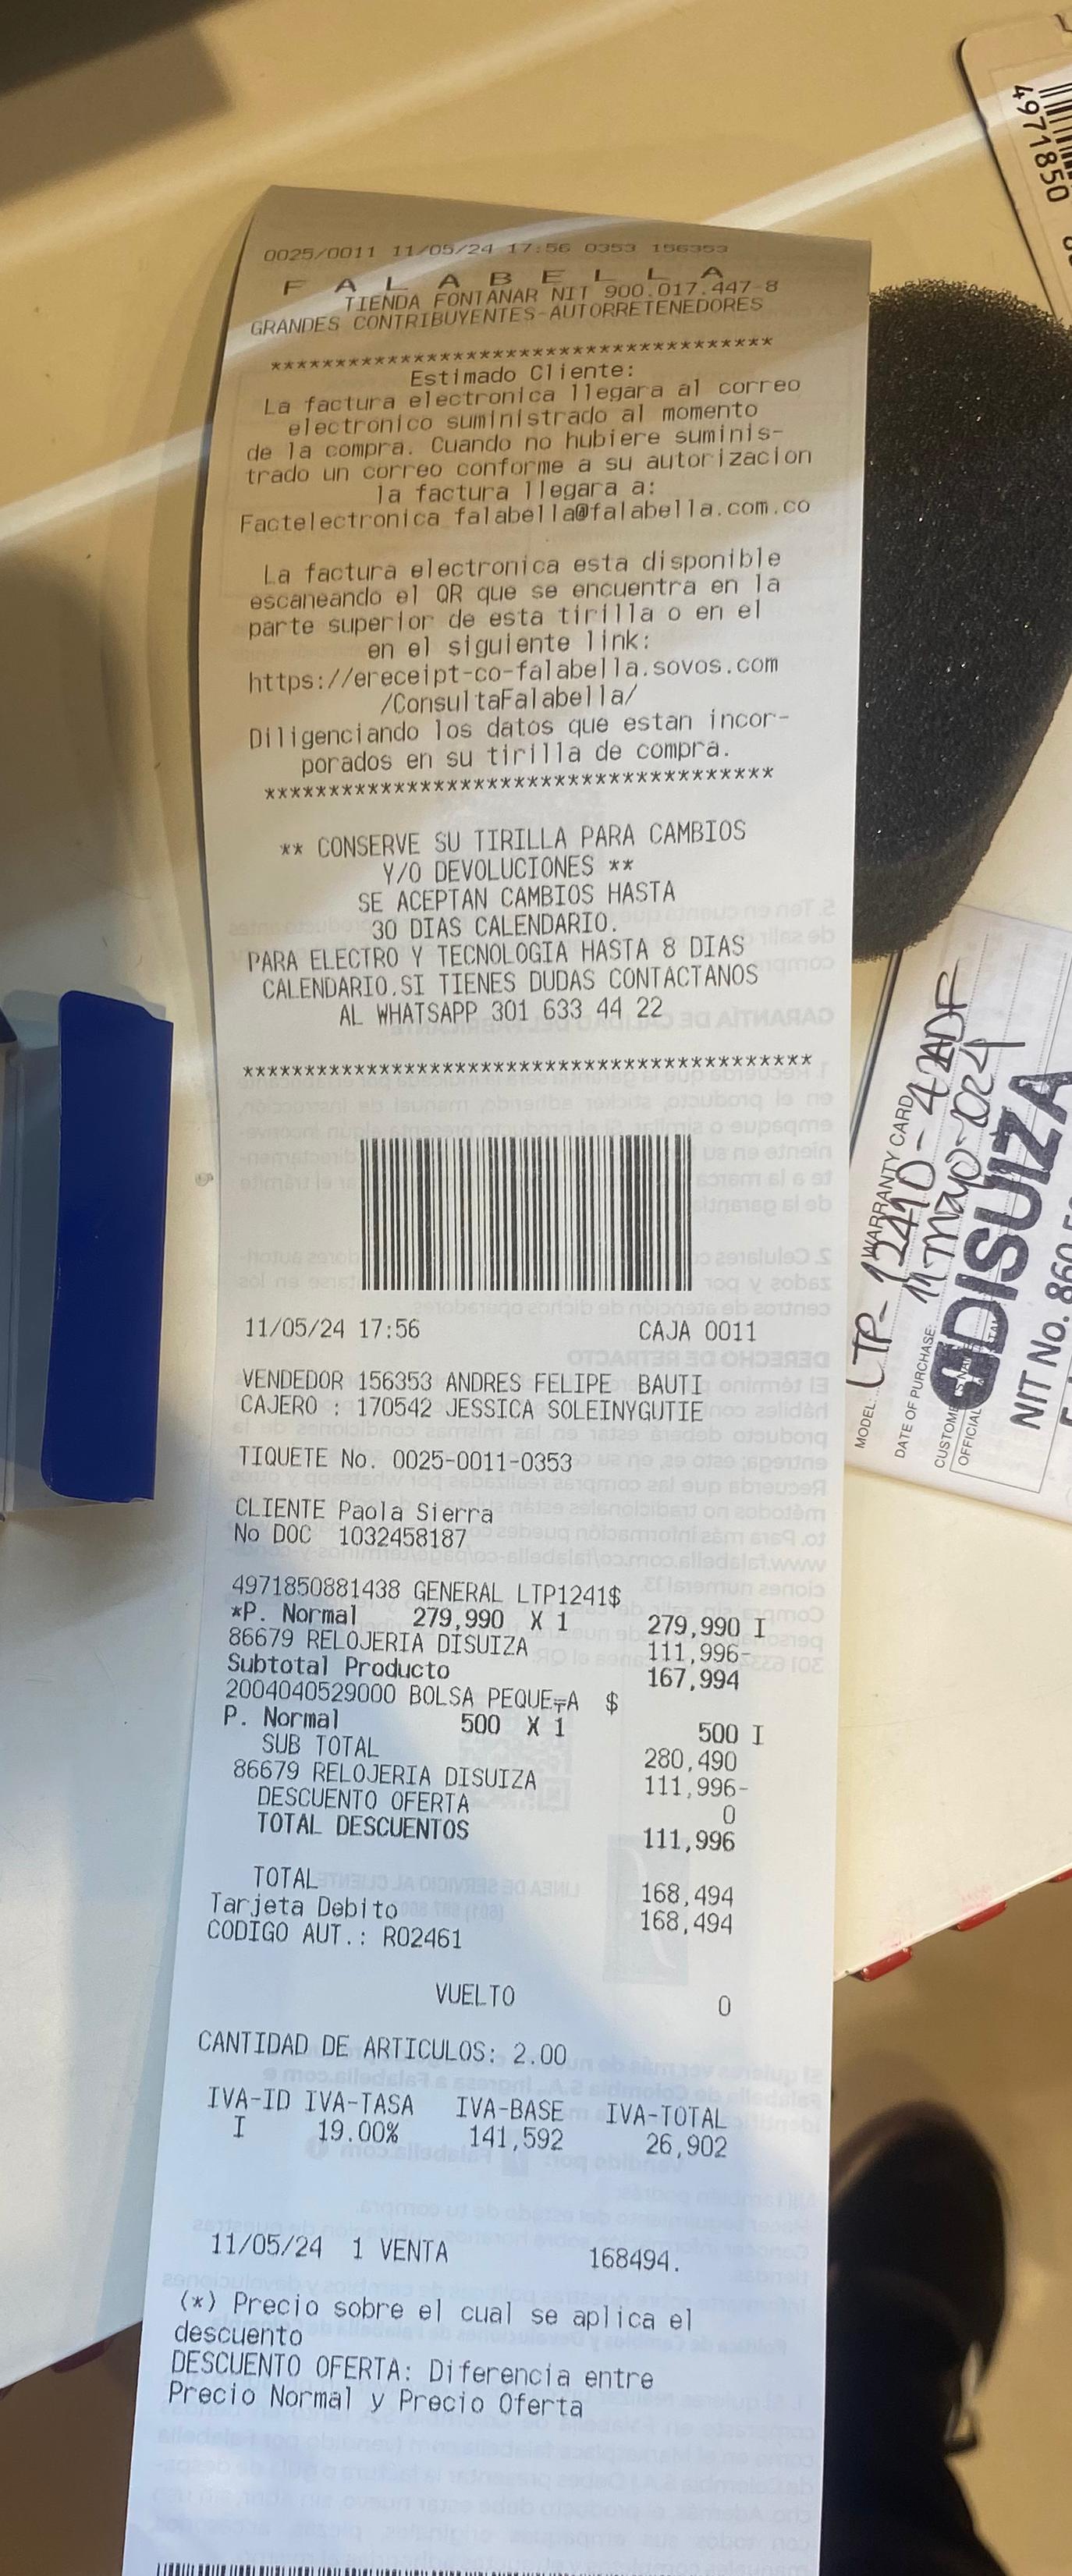 0025/0011 11/05/24 17:56 0353 156353
F A L A B E L L A
TIENDA FONTANAR NIT 900.017.447-8
GRANDES CONTRIBUYENTES-AUTORRETENEDORES
***************************************
Estimado Cliente:
La factura electronica llegara al correo
electronico suministrado al momento
de la compra. Cuando no hubiere suminis-
trado un correo conforme a su autorizacion
la factura llegara a:
Factelectronica_falabella@falabella.com.co
La factura electronica esta disponible
escaneando el QR que se encuentra en la
parte superior de esta tirilla o en el
en el siguiente link:
https://ereceipt-co-falabella.sovos.com
/ConsultaFalabella/
Diligenciando los datos que estan incor-
porados en su tirilla de compra.
***************************************
** CONSERVE SU TIRILLA PARA CAMBIOS
Y/O DEVOLUCIONES **
SE ACEPTAN CAMBIOS HASTA
30 DIAS CALENDARIO.
PARA ELECTRO Y TECNOLOGIA HASTA 8 DIAS
CALENDARIO.SI TIENES DUDAS CONTACTANOS
AL WHATSAPP 301 633 44 22
******************************************
11/05/24 17:56 CAJA 0011
VENDEDOR 156353 ANDRES FELIPE BAUTI
CAJERO : 170542 JESSICA SOLEINYGUTIE
TIQUETE No. 0025-0011-0353
CLIENTE Paola Sierra
No DOC 1032458187
4971850881438 GENERAL LTP1241$
*P. Normal 279,990 X 1 279,990 I
86679 RELOJERIA DISUIZA 111,996-
Subtotal Producto 167,994
2004040529000 BOLSA PEQUE╤A $
P. Normal 500 X 1 500 I
SUB TOTAL 280,490
86679 RELOJERIA DISUIZA 111,996-
DESCUENTO OFERTA 0
TOTAL DESCUENTOS 111,996
TOTAL 168,494
Tarjeta Debito 168,494
CODIGO AUT.: R02461
VUELTO 0
CANTIDAD DE ARTICULOS: 2.00
IVA-ID IVA-TASA IVA-BASE IVA-TOTAL
I 19.00% 141,592 26,902
11/05/24 1 VENTA 168494.
(*) Precio sobre el cual se aplica el
descuento
DESCUENTO OFERTA: Diferencia entre
Precio Normal y Precio Oferta
4971850
WARRANTY CARD
MODEL: LTP-1241D-4ADF
DATE OF PURCHASE: 11-mayo-2024
DISUIZA
NIT No. 860